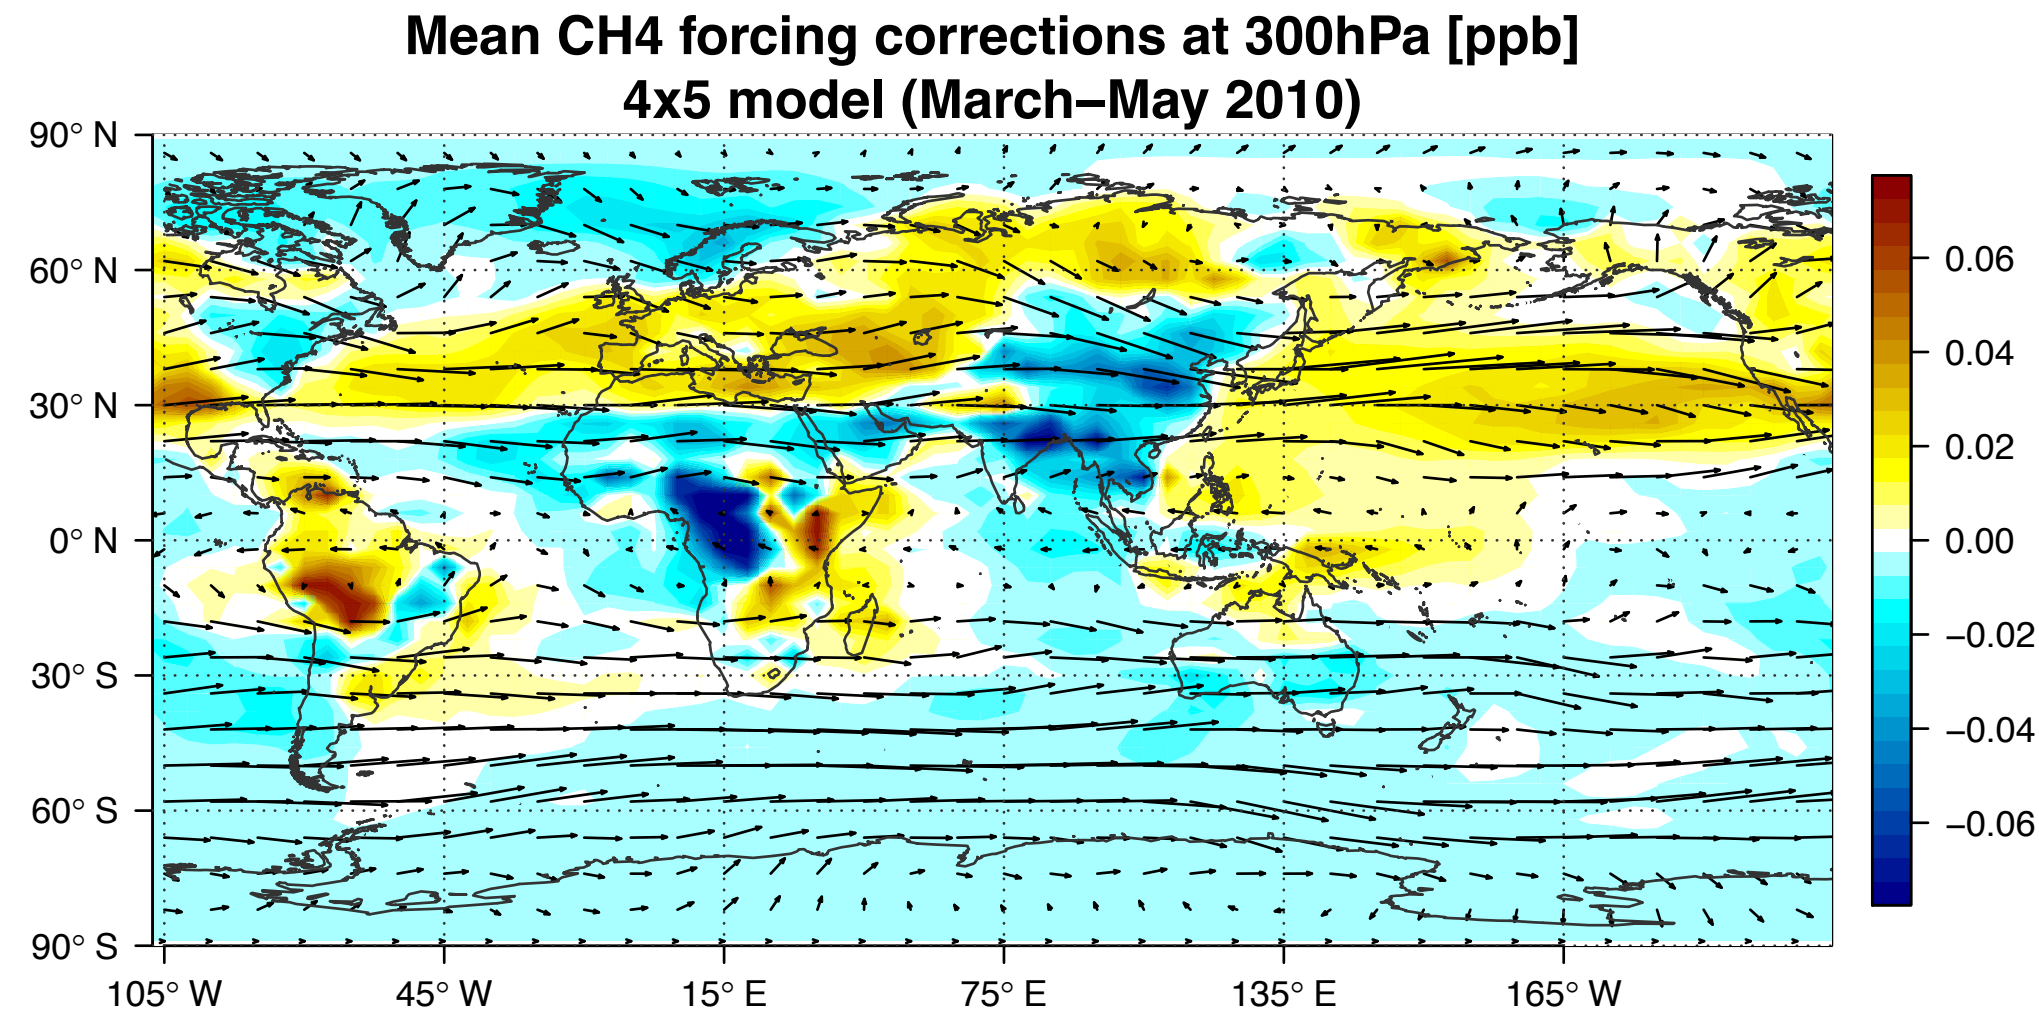 Mean CH4 forcing corrections at 300hPa [ppb]
4x5 model (March−May 2010)
90° N
60° N
30° N
0° N
30° S
60° S
90° S
105° W
45° W
15° E
75° E
135° E
165° W
0.06
0.04
0.02
0.00
−0.02
−0.04
−0.06